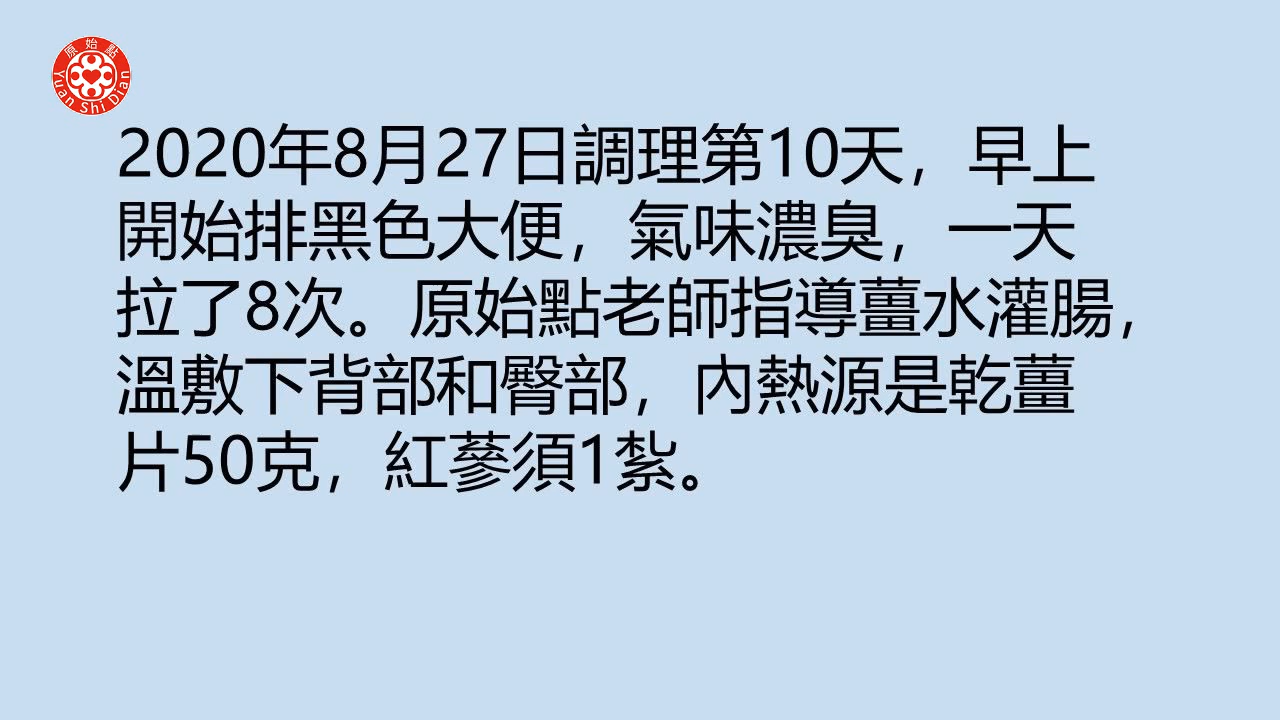 原始點
Yuan Shi Dian
2020年8月27日調理第10天，早上
開始排黑色大便，氣味濃臭，一天
拉了8次。原始點老師指導薑水灌腸，
溫敷下背部和臀部，內熱源是乾薑
片50克，紅蔘須1紮。